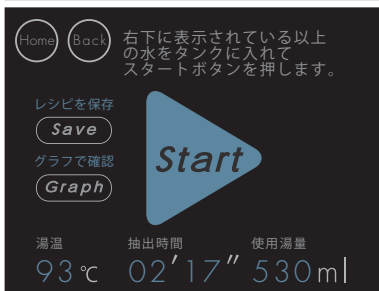 Home
Back
右下に表示されている以上
の水をタンクに入れて
スタートボタンを押します。
レシピを保存
Save
グラフで確認
Graph
Start
湯温
抽出時間
使用湯量
93℃
02′17″
530ml